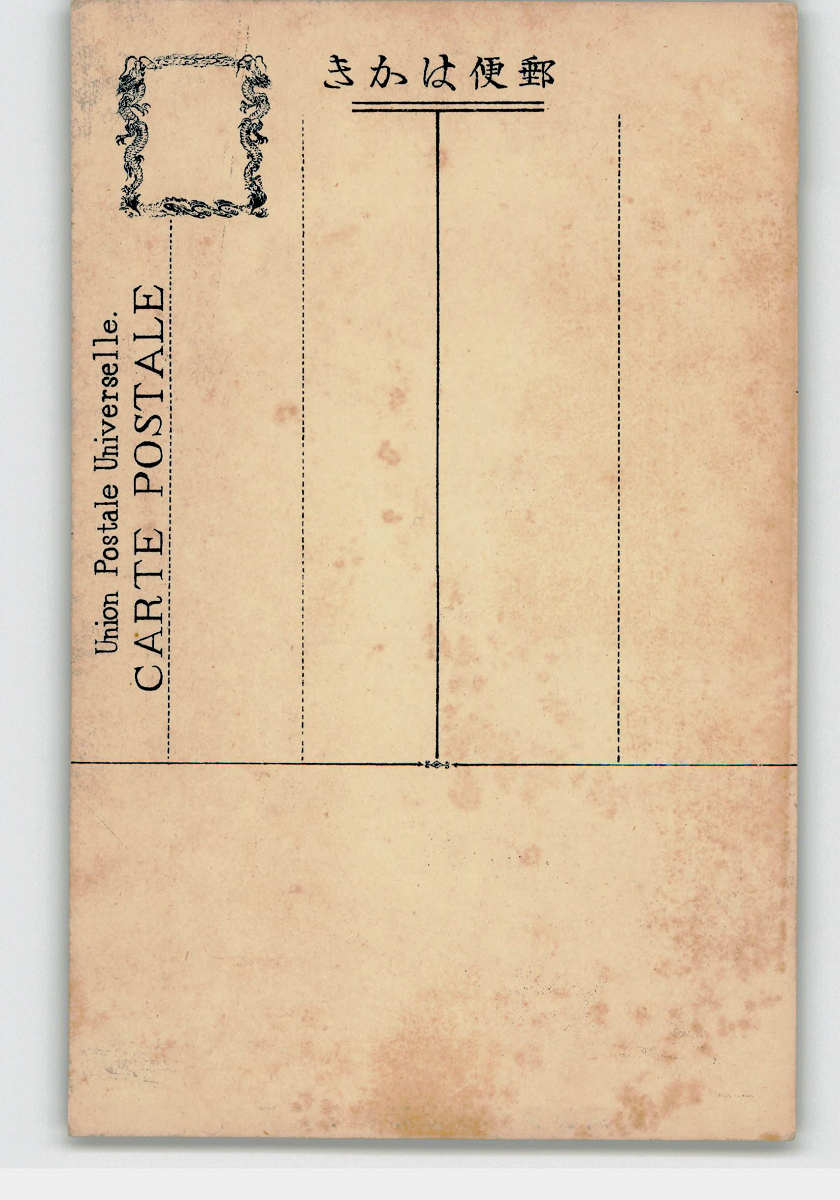 郵便はかき
Union Postale Universelle.
CARTE POSTALE